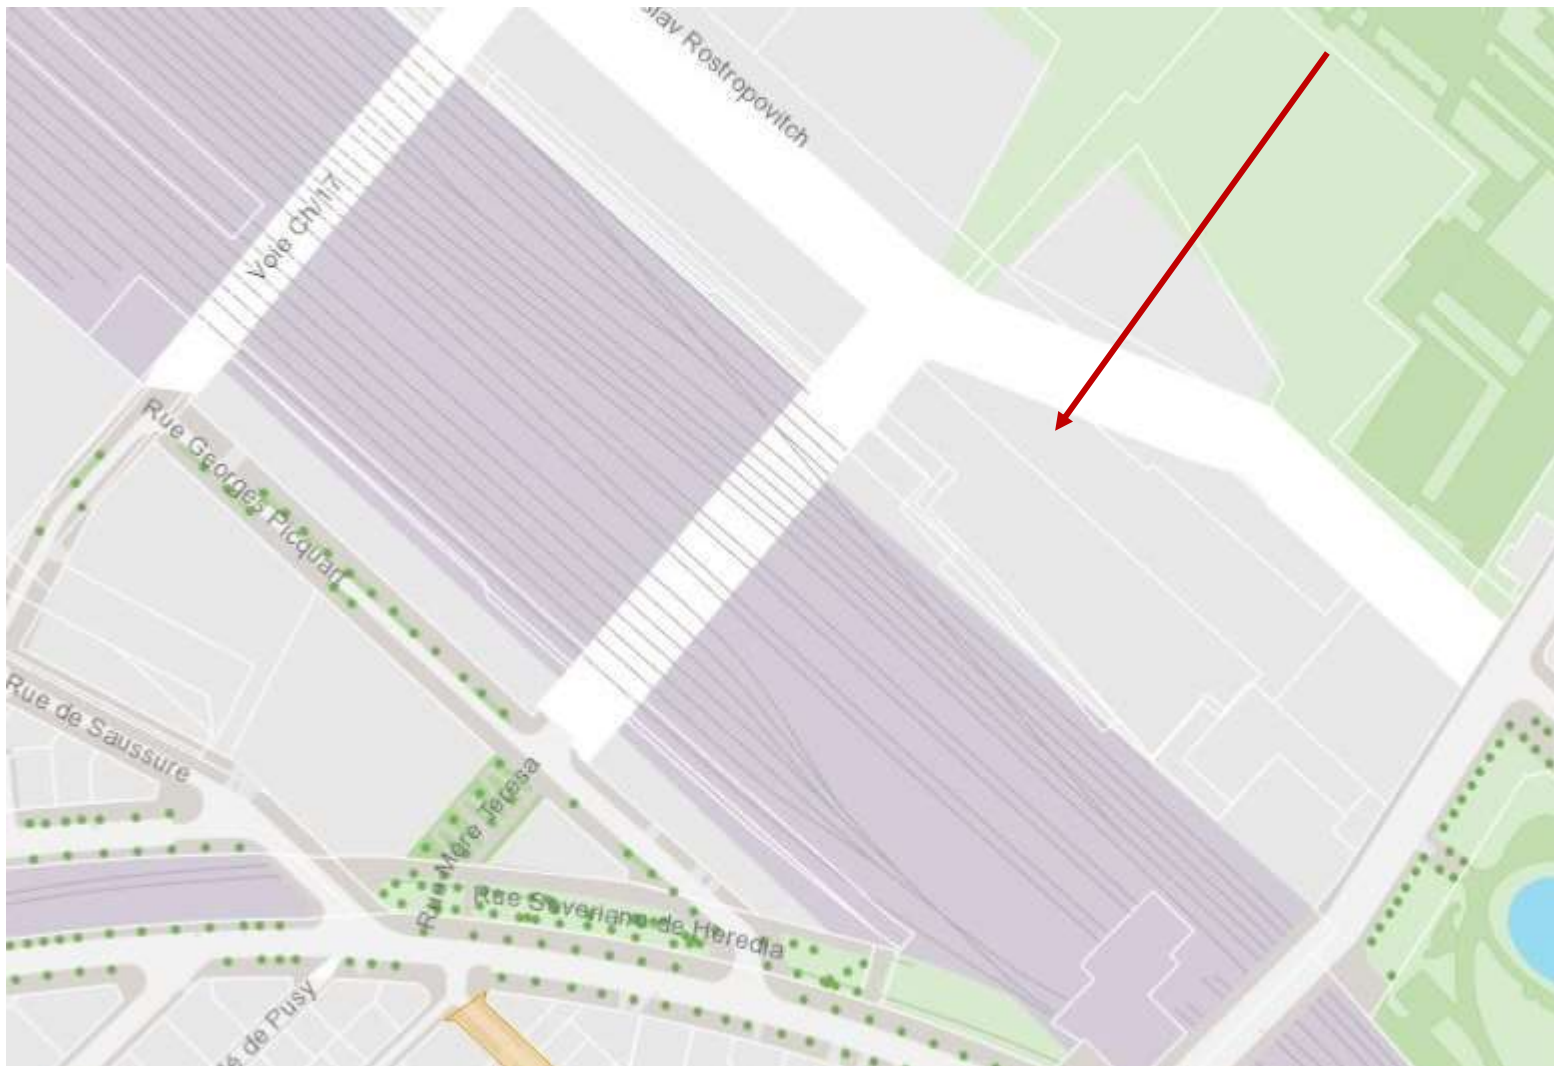 slav Rostropovitch
Voie Ch/17
Rue Georges Picquart
Rue de Saussure
Rue Mère Teresa
Rue Severiano de Heredia
é de Pusy